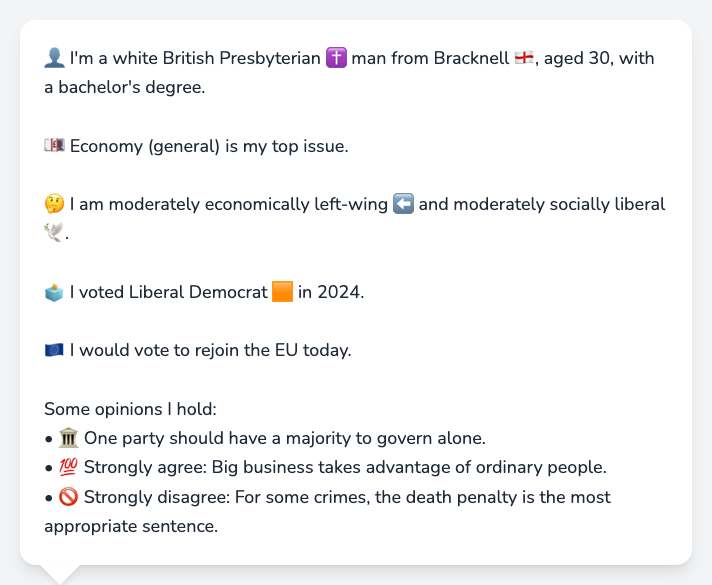 👤 I'm a white British Presbyterian ✝️ man from Bracknell 🏴󠁧󠁢󠁥󠁮󠁧󠁿, aged 30, with
a bachelor's degree.
💷 Economy (general) is my top issue.
🤔 I am moderately economically left-wing ⬅️ and moderately socially liberal
🕊️.
🗳️ I voted Liberal Democrat 🟧 in 2024.
🇪🇺 I would vote to rejoin the EU today.
Some opinions I hold:
• 🏛️ One party should have a majority to govern alone.
• 💯 Strongly agree: Big business takes advantage of ordinary people.
• 🚫 Strongly disagree: For some crimes, the death penalty is the most
appropriate sentence.